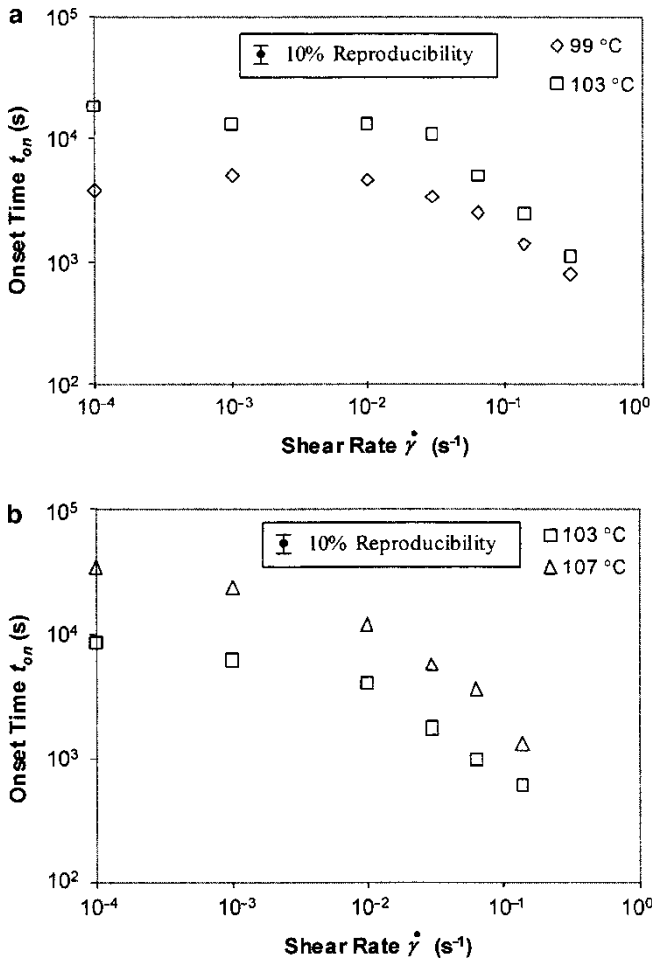 a
10⁵
10% Reproducibility
99 °C
103 °C
10⁴
Onset Time tₒₙ (s)
10³
10²
10⁻⁴ 10⁻³ 10⁻² 10⁻¹ 10⁰
Shear Rate γ̇ (s⁻¹)
b
10⁵
10% Reproducibility
103 °C
107 °C
10⁴
Onset Time tₒₙ (s)
10³
10²
10⁻⁴ 10⁻³ 10⁻² 10⁻¹ 10⁰
Shear Rate γ̇ (s⁻¹)